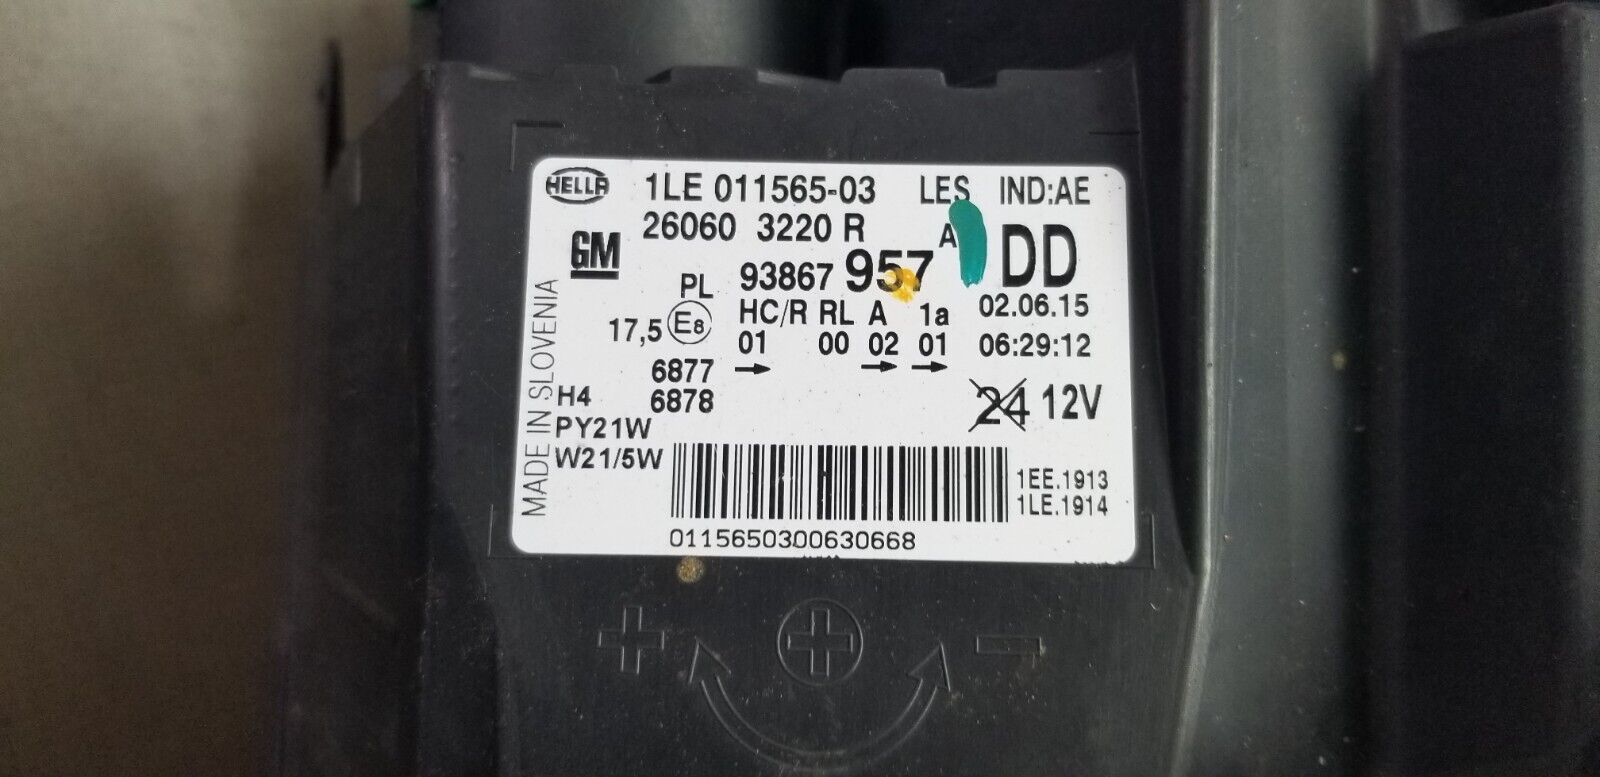 HELLA 1LE 011565-03 LES IND:AE
26060 3220 R A
GM 93867 957 DD
PL HC/R RL A 1a 02.06.15
17,5 E8 01 00 02 01 06:29:12
6877 → → →
H4 6878 24 12V
PY21W
W21/5W
MADE IN SLOVENIA
1EE.1913
1LE.1914
0115650300630668
+ + −